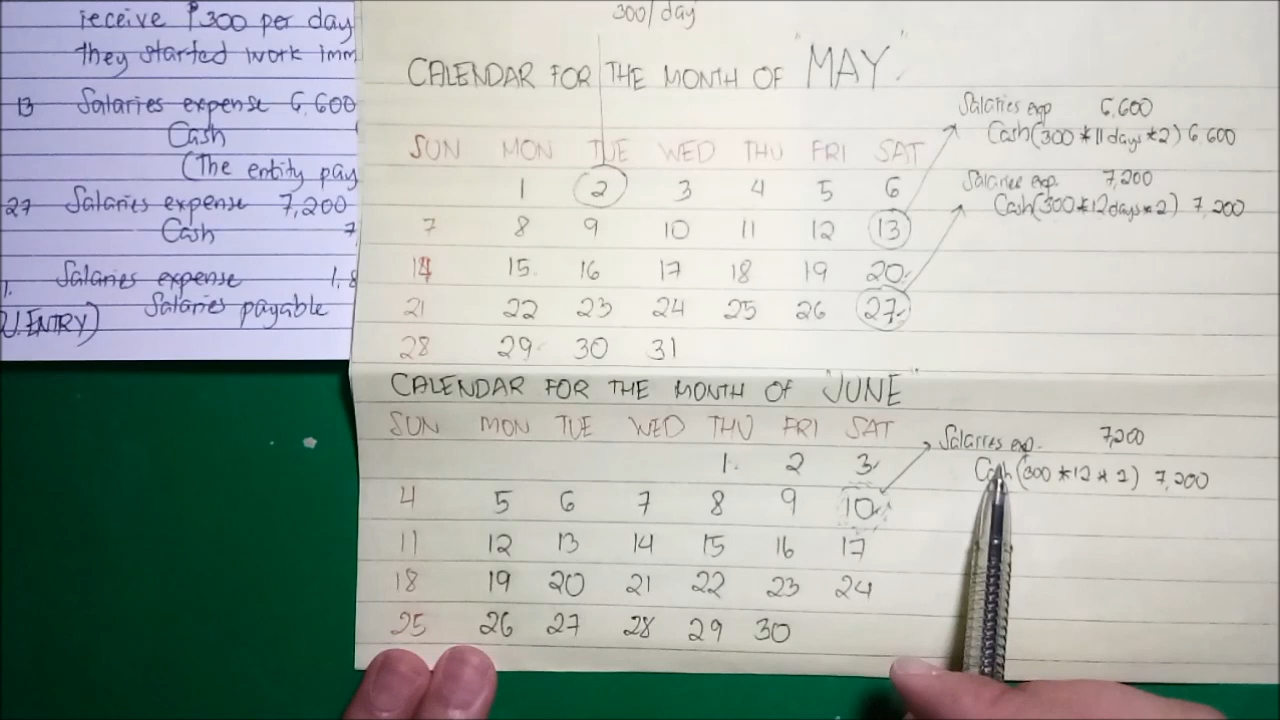 receive ₱300 per day
they started work imm
13 Salaries expense 6,600
Cash
(The entity pay
27 Salaries expense 7,200
Cash 7
1. Salaries expense 1,8
Salaries payable
J. ENTRY)
300/day
CALENDAR FOR THE MONTH OF "MAY".
SUN MON TUE WED THU FRI SAT
1 2 3 4 5 6
7 8 9 10 11 12 13
14 15. 16 17 18 19 20.
21 22 23 24 25 26 27
28 29 30 31
Salaries exp 6,600
Cash(300 * 11 days * 2) 6,600
Salaries exp. 7,200
Cash(300*12days*2) 7,200
CALENDAR FOR THE MONTH OF "JUNE"
SUN MON TUE WED THU FRI SAT
1. 2 3
4 5 6 7 8 9 10
11 12 13 14 15 16 17
18 19 20 21 22 23 24
25 26 27 28 29 30
Salaries exp. 7,200
Cash(300 * 12 * 2) 7,200